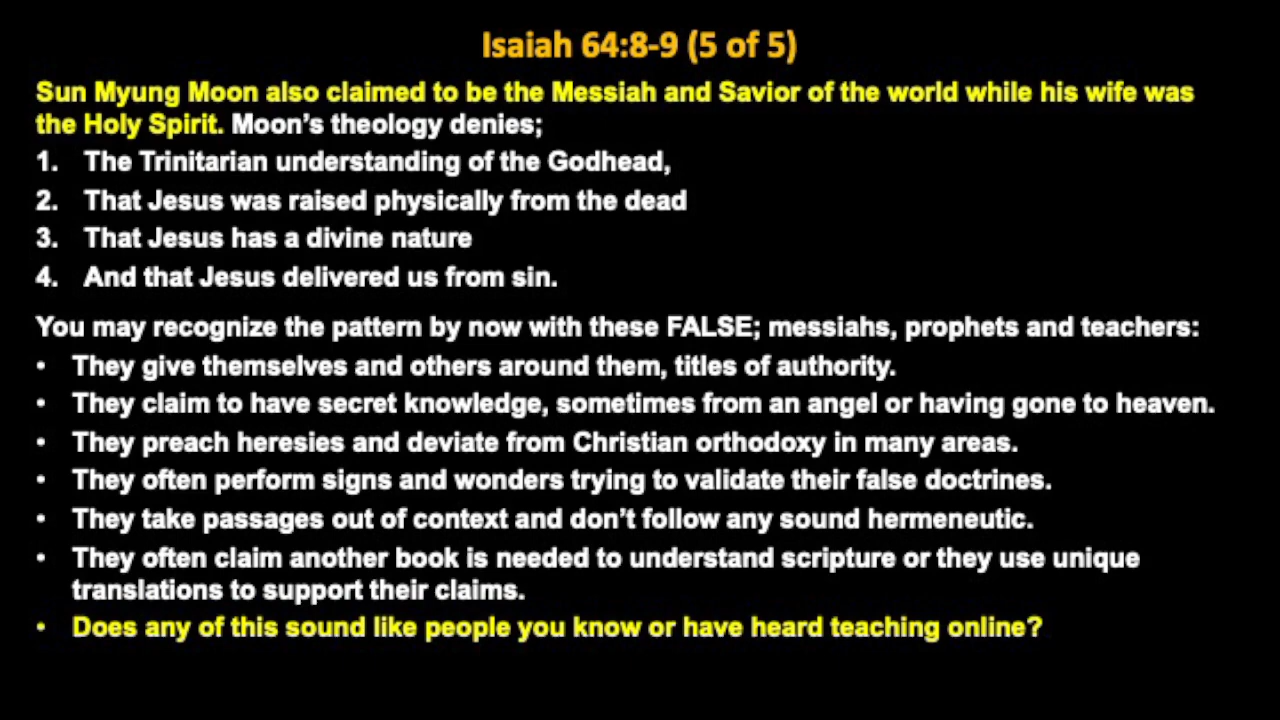 Isaiah 64:8-9 (5 of 5)
Sun Myung Moon also claimed to be the Messiah and Savior of the world while his wife was
the Holy Spirit. Moon's theology denies;
1. The Trinitarian understanding of the Godhead,
2. That Jesus was raised physically from the dead
3. That Jesus has a divine nature
4. And that Jesus delivered us from sin.
You may recognize the pattern by now with these FALSE; messiahs, prophets and teachers:
• They give themselves and others around them, titles of authority.
• They claim to have secret knowledge, sometimes from an angel or having gone to heaven.
• They preach heresies and deviate from Christian orthodoxy in many areas.
• They often perform signs and wonders trying to validate their false doctrines.
• They take passages out of context and don't follow any sound hermeneutic.
• They often claim another book is needed to understand scripture or they use unique
translations to support their claims.
• Does any of this sound like people you know or have heard teaching online?